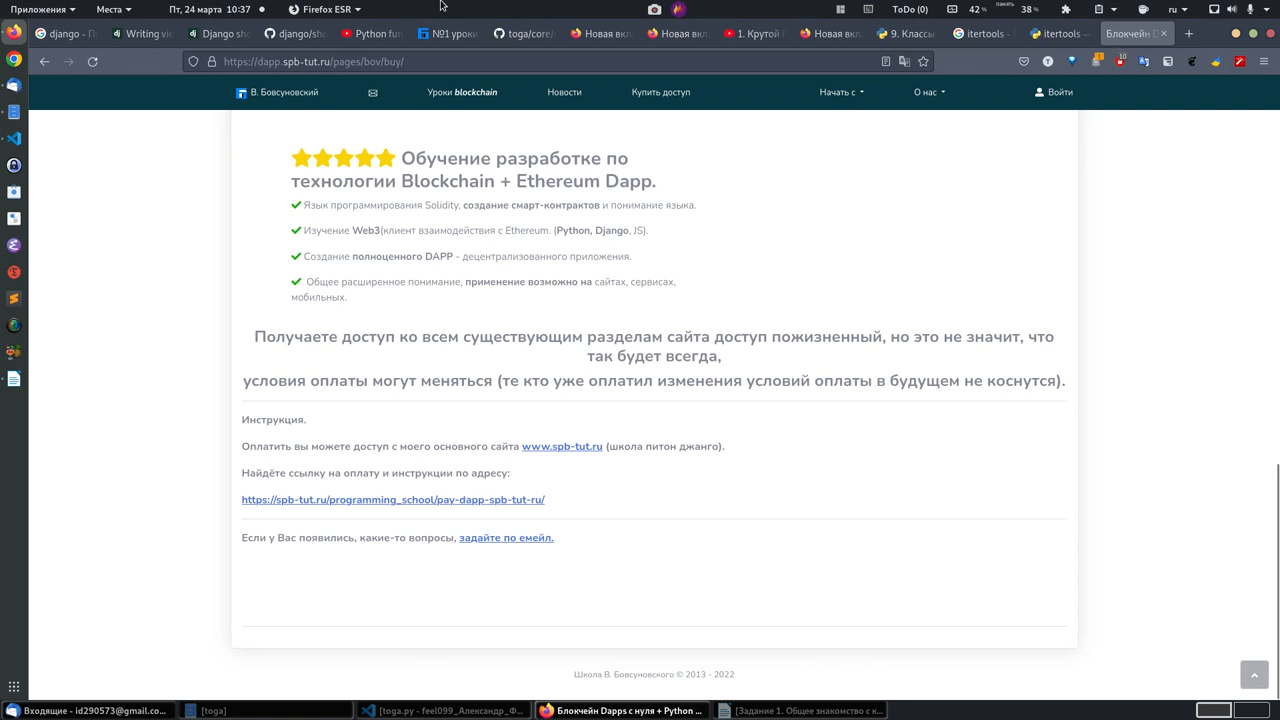 Приложения
Места
Пт, 24 марта 10:37
Firefox ESR
ToDo (0)
42 %
память
38 %
django - П
Writing vie
Django sho
django/sho
Python fun
№1 уроки
toga/core/
Новая вкл
Новая вкл
1. Крутой Г
Новая вкл
9. Классы
itertools - (
itertools —
Блокчейн D
https://dapp.spb-tut.ru/pages/bov/buy/
В. Бовсуновский
Уроки blockchain
Новости
Купить доступ
Начать с
О нас
Войти
Обучение разработке по
технологии Blockchain + Ethereum Dapp.
Язык программирования Solidity, создание смарт-контрактов и понимание языка.
Изучение Web3(клиент взаимодействия с Ethereum. (Python, Django, JS).
Создание полноценного DAPP - децентрализованного приложения.
Общее расширенное понимание, применение возможно на сайтах, сервисах,
мобильных.
Получаете доступ ко всем существующим разделам сайта доступ пожизненный, но это не значит, что
так будет всегда,
условия оплаты могут меняться (те кто уже оплатил изменения условий оплаты в будущем не коснутся).
Инструкция.
Оплатить вы можете доступ с моего основного сайта www.spb-tut.ru (школа питон джанго).
Найдёте ссылку на оплату и инструкции по адресу:
https://spb-tut.ru/programming_school/pay-dapp-spb-tut-ru/
Если у Вас появились, какие-то вопросы, задайте по емейл.
Школа В. Бовсуновского © 2013 - 2022
Входящие - id290573@gmail.co...
[toga]
[toga.py - feel099_Александр_Ф...
Блокчейн Dapps с нуля + Python ...
[Задание 1. Общее знакомство с к...